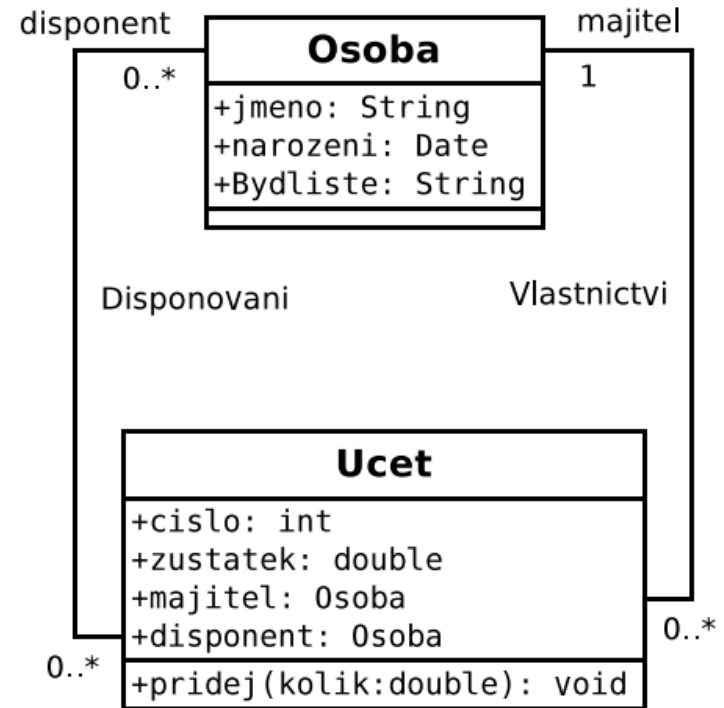 disponent
majitel
Osoba
0..*
1
+jmeno: String
+narozeni: Date
+Bydliste: String
Disponovani
Vlastnictvi
Ucet
+cislo: int
+zustatek: double
+majitel: Osoba
+disponent: Osoba
0..*
0..*
+pridej(kolik:double): void